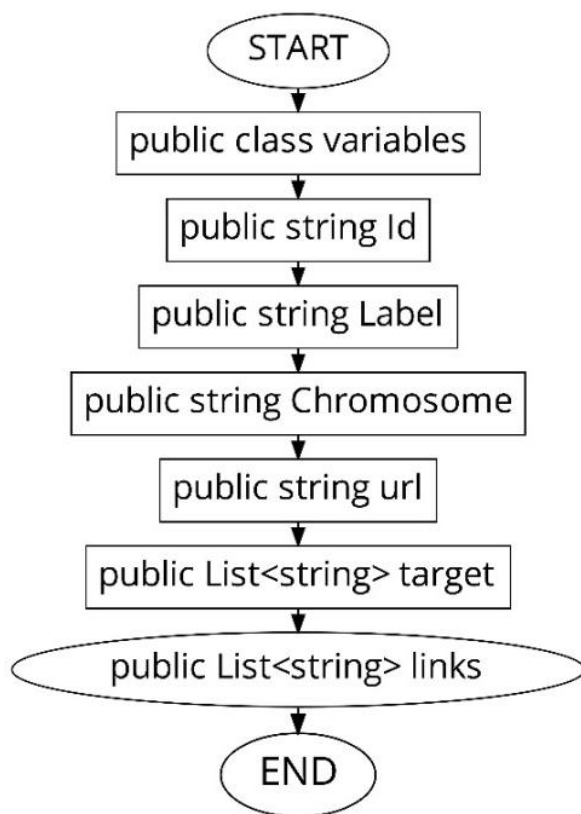 START
public class variables
public string Id
public string Label
public string Chromosome
public string url
public List<string> target
public List<string> links
END